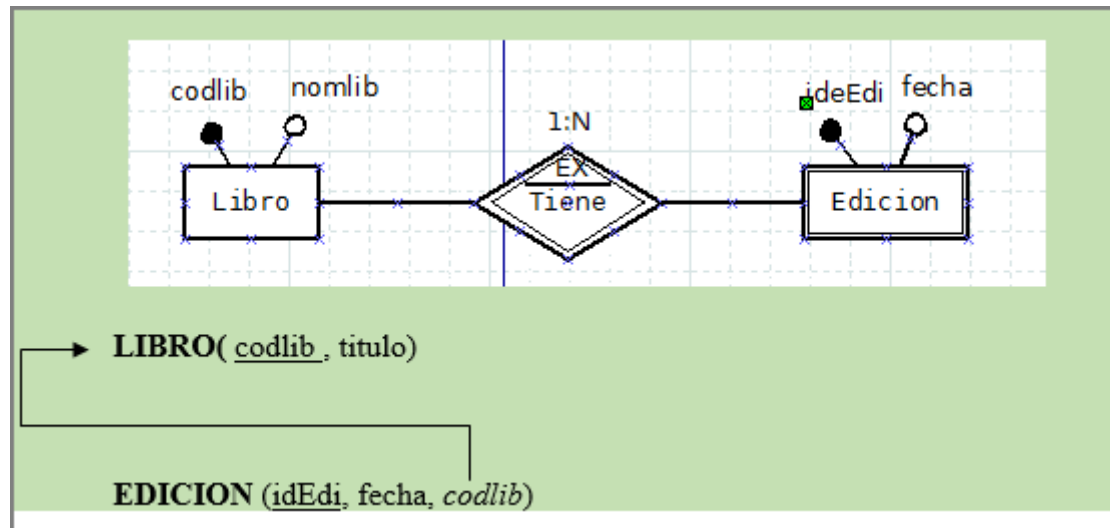 codlib nomlib ideEdi fecha
1:N
EX
Libro Tiene Edicion
LIBRO( codlib , titulo)
EDICION (idEdi, fecha, codlib)